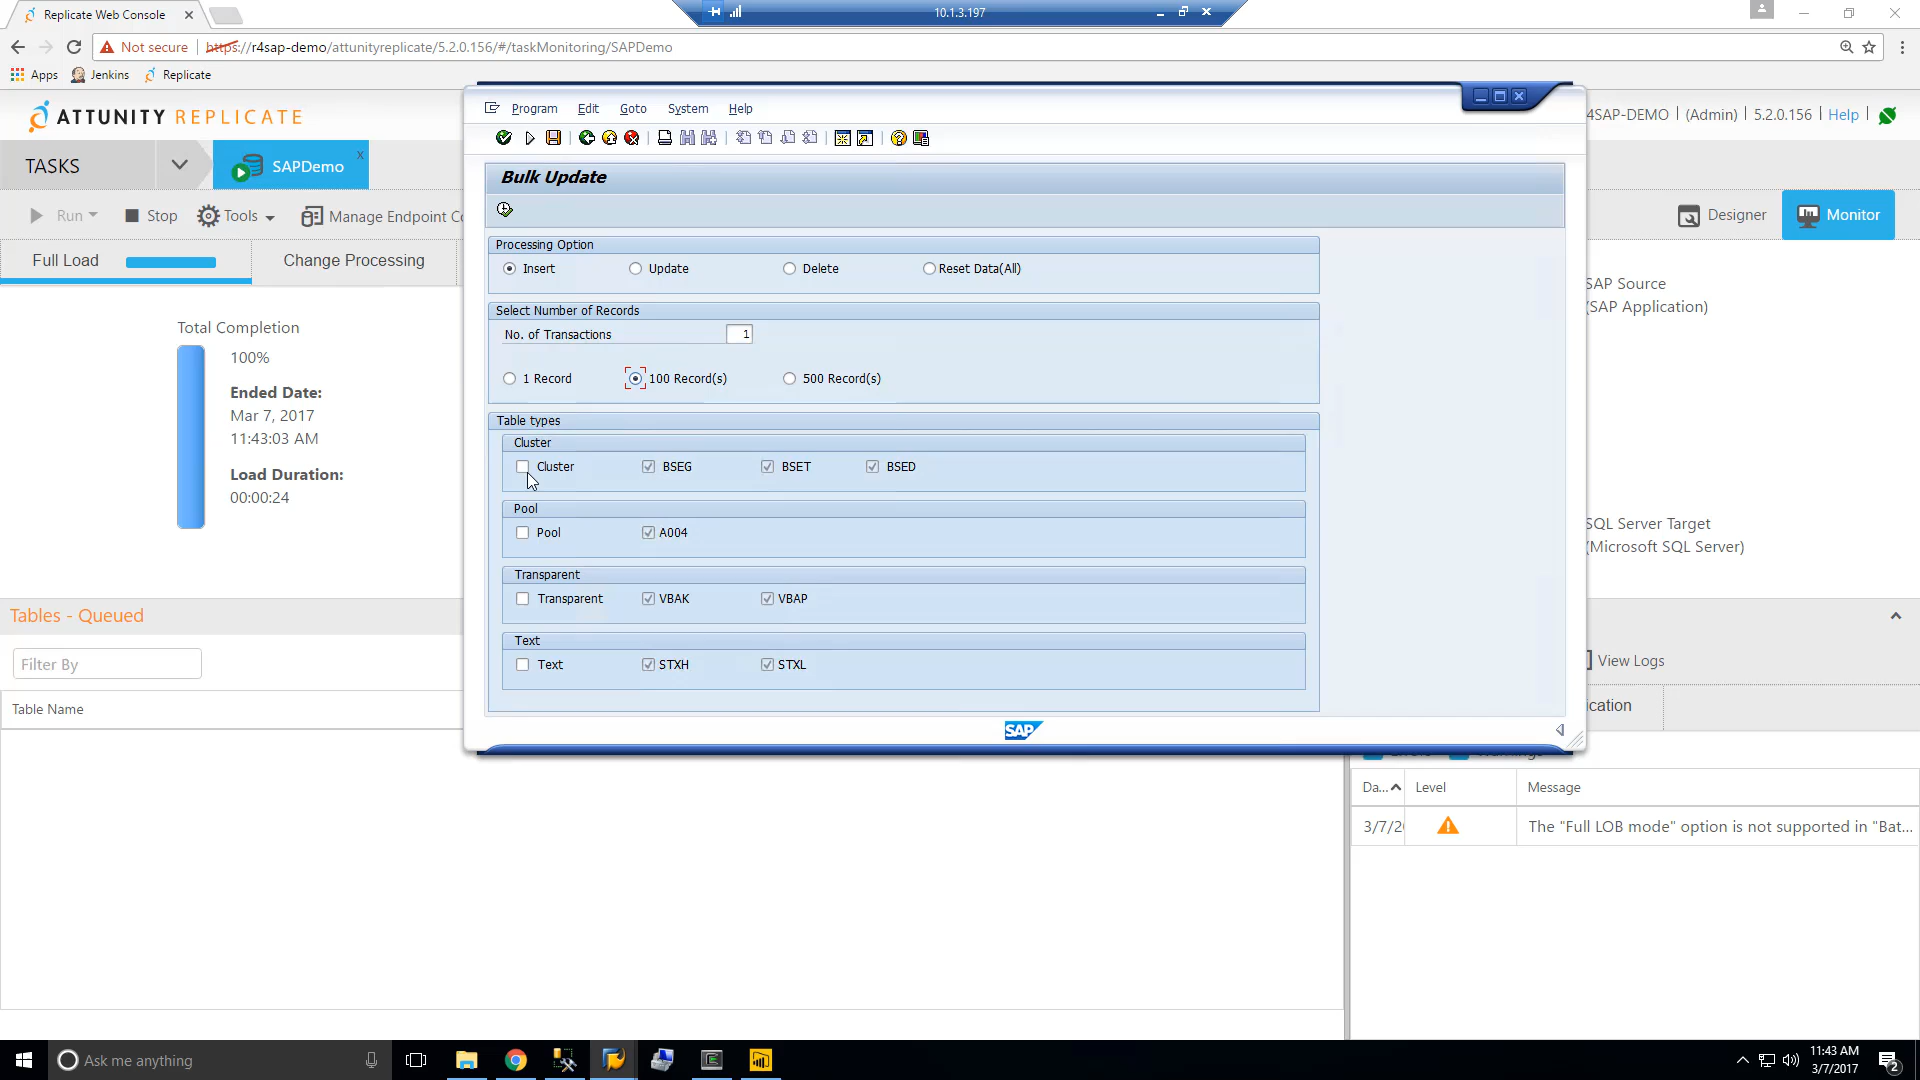 Replicate Web Console
10.1.3.197
Not secure
https://r4sap-demo/attunityreplicate/5.2.0.156/#/taskMonitoring/SAPDemo
Apps
Jenkins
Replicate
ATTUNITY REPLICATE
4SAP-DEMO
(Admin)
5.2.0.156
Help
TASKS
SAPDemo
x
Run
Stop
Tools
Manage Endpoint Co
Designer
Monitor
Full Load
Change Processing
Total Completion
100%
Ended Date:
Mar 7, 2017
11:43:03 AM
Load Duration:
00:00:24
SAP Source
(SAP Application)
SQL Server Target
(Microsoft SQL Server)
Program
Edit
Goto
System
Help
Bulk Update
Processing Option
Insert
Update
Delete
Reset Data(All)
Select Number of Records
No. of Transactions
1
1 Record
100 Record(s)
500 Record(s)
Table types
Cluster
Cluster
BSEG
BSET
BSED
Pool
Pool
A004
Transparent
Transparent
VBAK
VBAP
Text
Text
STXH
STXL
SAP
Tables - Queued
Filter By
Table Name
View Logs
ication
Da...
Level
Message
3/7/20
The "Full LOB mode" option is not supported in "Bat...
Ask me anything
11:43 AM
3/7/2017
2